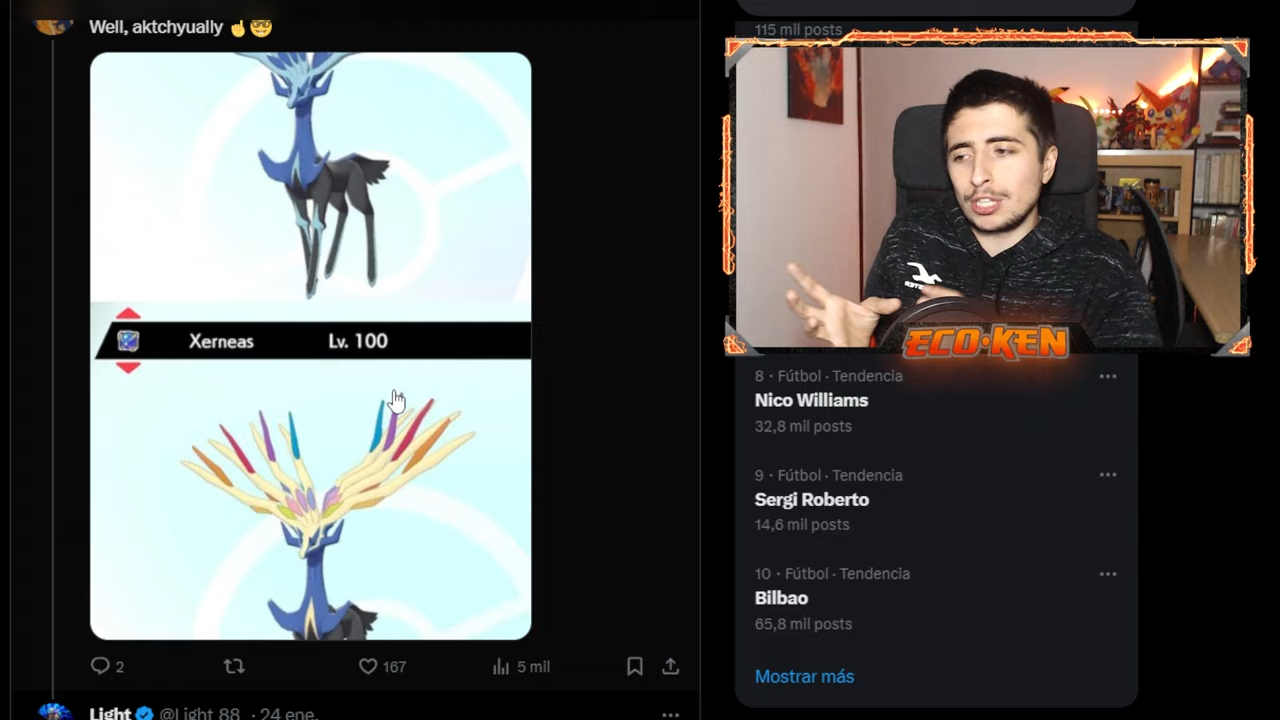 Well, aktchyually ☝️🤓
Xerneas Lv. 100
2 167 5 mil
Light @Light_88 · 24 ene.
115 mil posts
ECO·KEN
8 · Fútbol · Tendencia
Nico Williams
32,8 mil posts
9 · Fútbol · Tendencia
Sergi Roberto
14,6 mil posts
10 · Fútbol · Tendencia
Bilbao
65,8 mil posts
Mostrar más